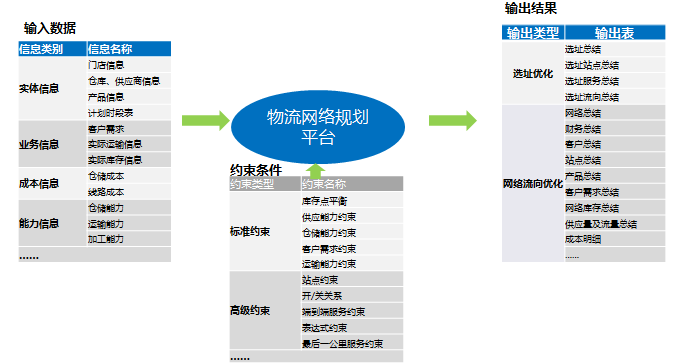 输入数据
信息类别 信息名称
实体信息
门店信息
仓库、供应商信息
产品信息
计划时段表
业务信息
客户需求
实际运输信息
实际库存信息
成本信息
仓储成本
线路成本
能力信息
仓储能力
运输能力
加工能力
......
物流网络规划
平台
约束条件
约束类型 约束名称
标准约束
库存点平衡
供应能力约束
仓储能力约束
客户需求约束
运输能力约束
高级约束
站点约束
开/关关系
端到端服务约束
表达式约束
最后一公里服务约束
......
输出结果
输出类型 输出表
选址优化
选址总结
选址站点总结
选址服务总结
选址流向总结
网络流向优化
网络总结
财务总结
客户总结
站点总结
产品总结
客户需求总结
网络库存总结
供应量及流量总结
成本明细
......